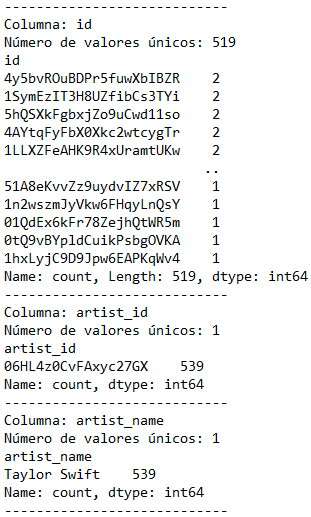 ----------------------------
Columna: id
Número de valores únicos: 519
id
4y5bvROuBDPr5fuwXbIBZR    2
1SymEzIT3H8UZfibCs3TYi    2
5hQSXkFgbxjZo9uCwd11so    2
4AYtqFyFbX0Xkc2wtcygTr    2
1LLXZFeAHK9R4xUramtUKw    2
..
51A8eKvvZz9uydvIZ7xRSV    1
1n2wszmJyVkw6FHqyLnQsY    1
01QdEx6kFr78ZejhQtWR5m    1
0tQ9vBYpldCuikPsbgOVKA    1
1hxLyjC9D9Jpw6EAPKqWv4    1
Name: count, Length: 519, dtype: int64
----------------------------
Columna: artist_id
Número de valores únicos: 1
artist_id
06HL4z0CvFAxyc27GX    539
Name: count, dtype: int64
----------------------------
Columna: artist_name
Número de valores únicos: 1
artist_name
Taylor Swift    539
Name: count, dtype: int64
----------------------------